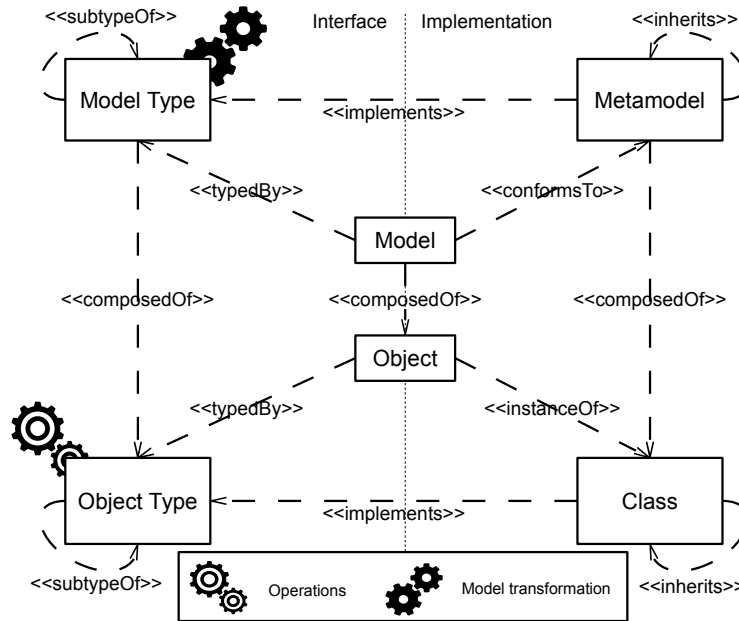 <<subtypeOf>>
Interface
Implementation
<<inherits>>
Model Type
Metamodel
<<implements>>
<<typedBy>>
<<conformsTo>>
Model
<<composedOf>>
<<composedOf>>
<<composedOf>>
Object
<<typedBy>>
<<instanceOf>>
Object Type
Class
<<implements>>
<<subtypeOf>>
<<inherits>>
Operations
Model transformation